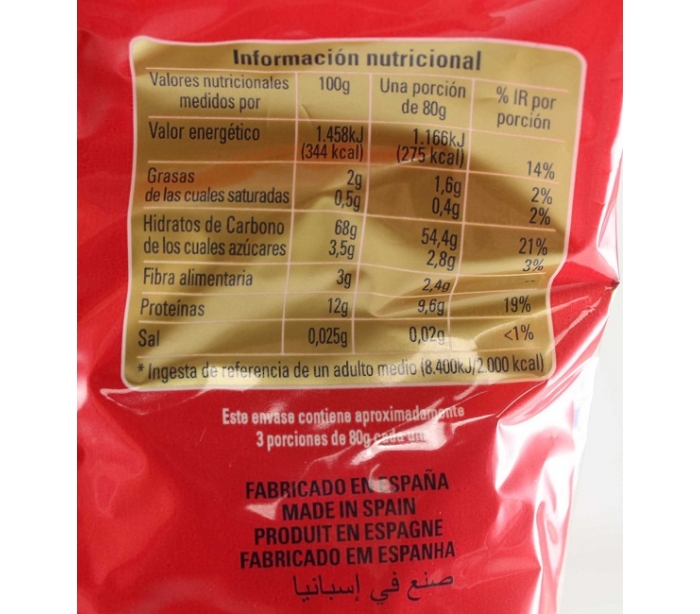 Información nutricional
Valores nutricionales medidos por 100g Una porción de 80g % IR por porción
Valor energético 1.458kJ (344 kcal) 1.166kJ (275 kcal) 14%
Grasas 2g 1,6g 2%
de las cuales saturadas 0,5g 0,4g 2%
Hidratos de Carbono 68g 54,4g 21%
de los cuales azúcares 3,5g 2,8g 3%
Fibra alimentaria 3g 2,4g --
Proteínas 12g 9,6g 19%
Sal 0,025g 0,02g <1%
* Ingesta de referencia de un adulto medio (8.400kJ/2.000 kcal)
Este envase contiene aproximadamente
3 porciones de 80g cada una
FABRICADO EN ESPAÑA
MADE IN SPAIN
PRODUIT EN ESPAGNE
FABRICADO EM ESPANHA
صنع في إسبانيا